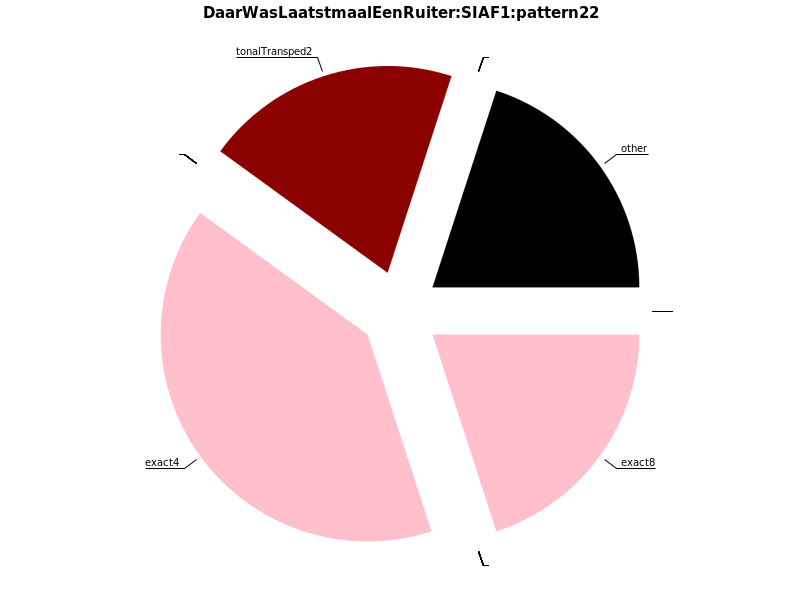 DaarWasLaatstmaalEenRuiter:SIAF1:pattern22
tonalTransped2
other
exact4
exact8